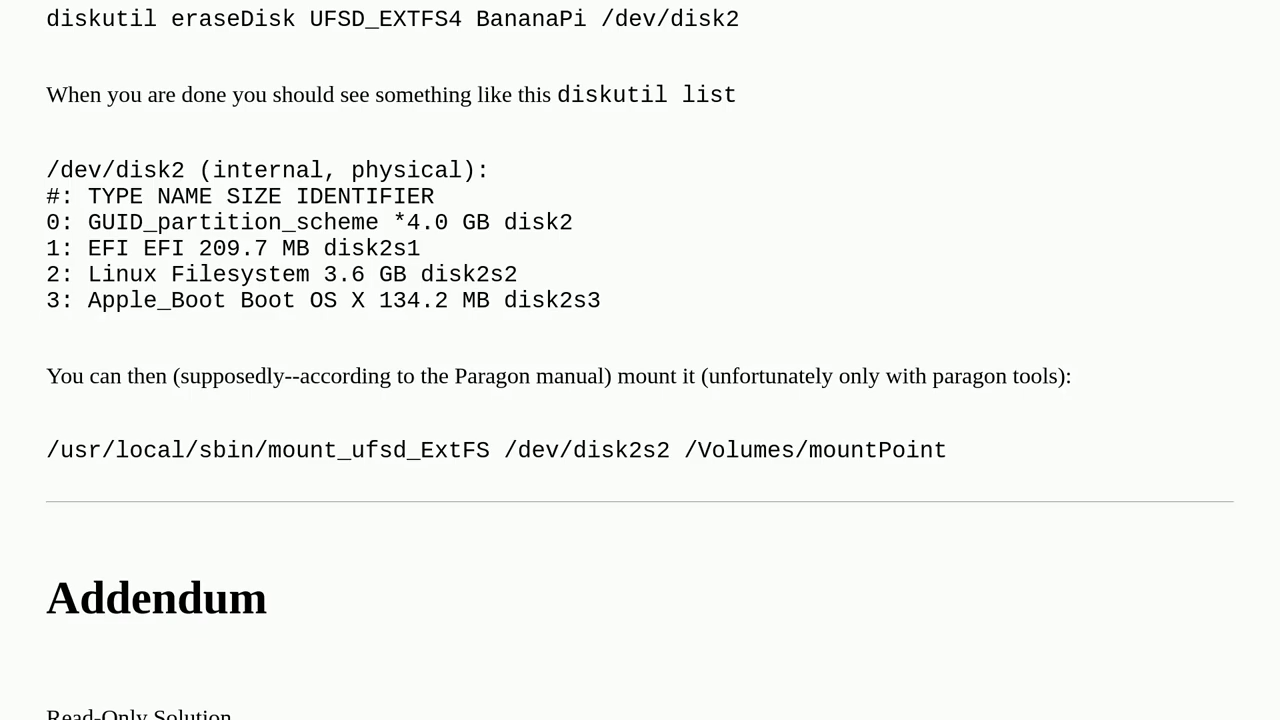 diskutil eraseDisk UFSD_EXTFS4 BananaPi /dev/disk2
When you are done you should see something like this diskutil list
/dev/disk2 (internal, physical):
#: TYPE NAME SIZE IDENTIFIER
0: GUID_partition_scheme *4.0 GB disk2
1: EFI EFI 209.7 MB disk2s1
2: Linux Filesystem 3.6 GB disk2s2
3: Apple_Boot Boot OS X 134.2 MB disk2s3
You can then (supposedly--according to the Paragon manual) mount it (unfortunately only with paragon tools):
/usr/local/sbin/mount_ufsd_ExtFS /dev/disk2s2 /Volumes/mountPoint
Addendum
Read-Only Solution